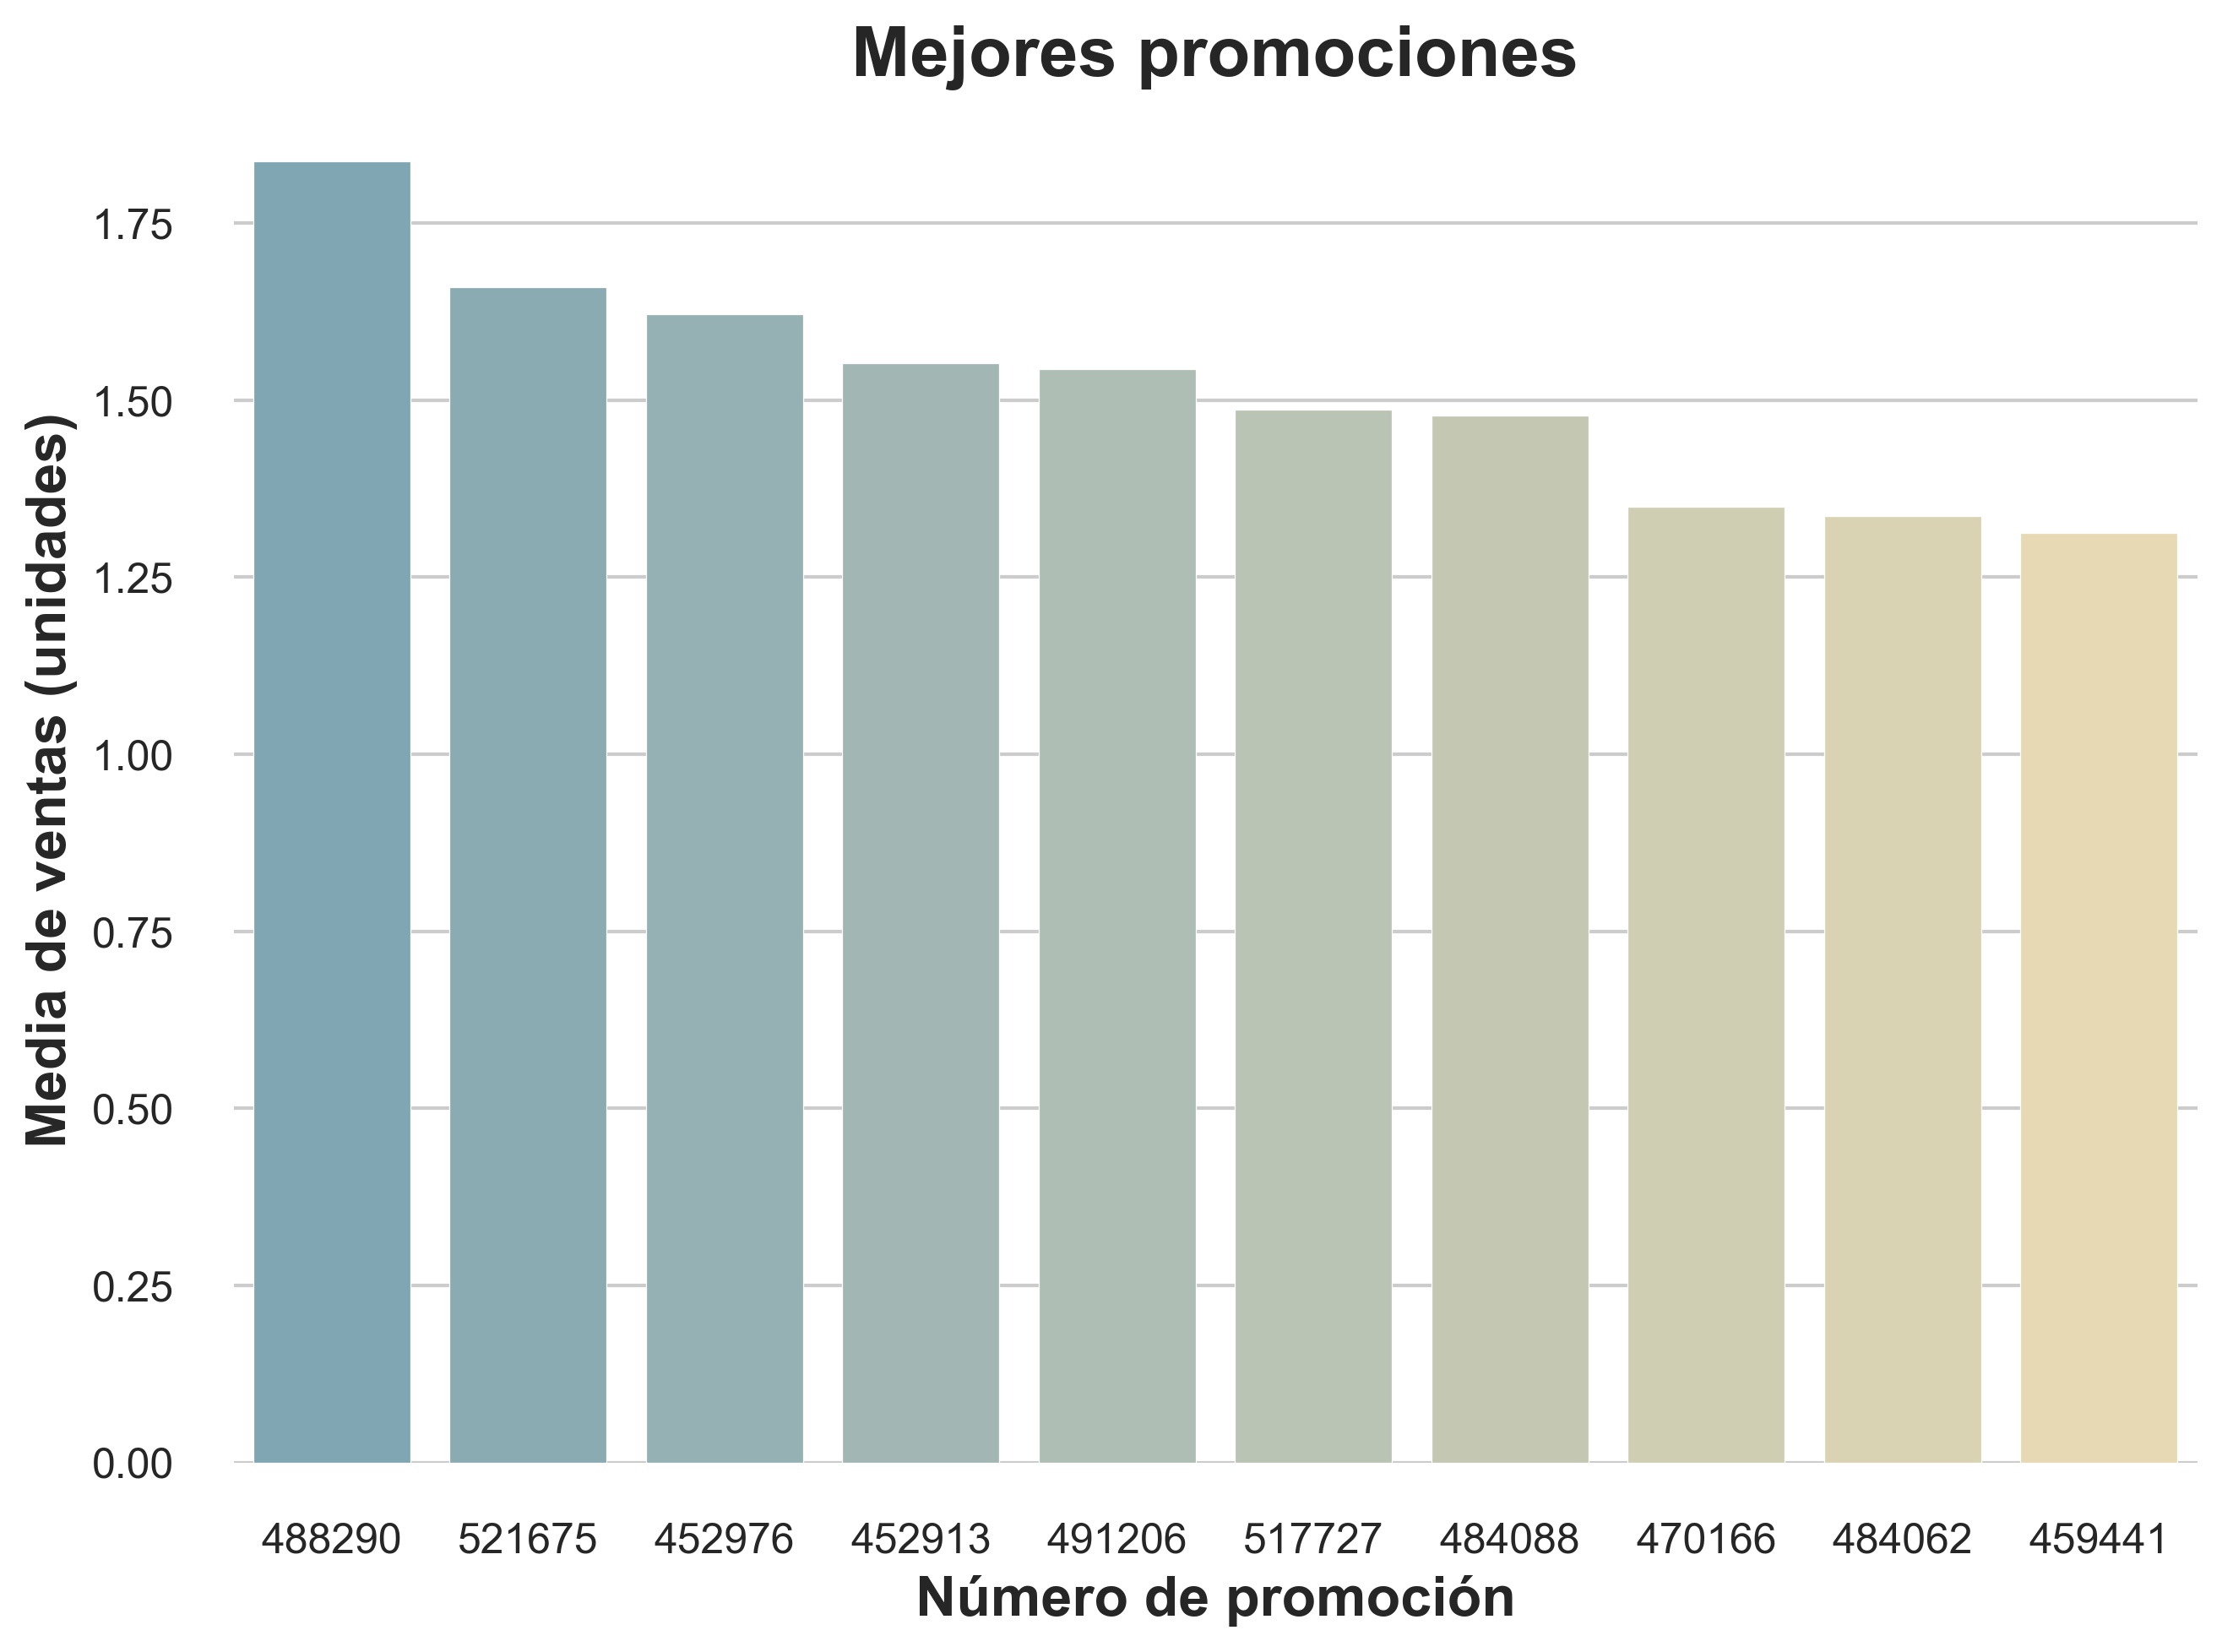 Mejores promociones
Media de ventas (unidades)
1.75
1.50
1.25
1.00
0.75
0.50
0.25
0.00
488290 521675 452976 452913 491206 517727 484088 470166 484062 459441
Número de promoción